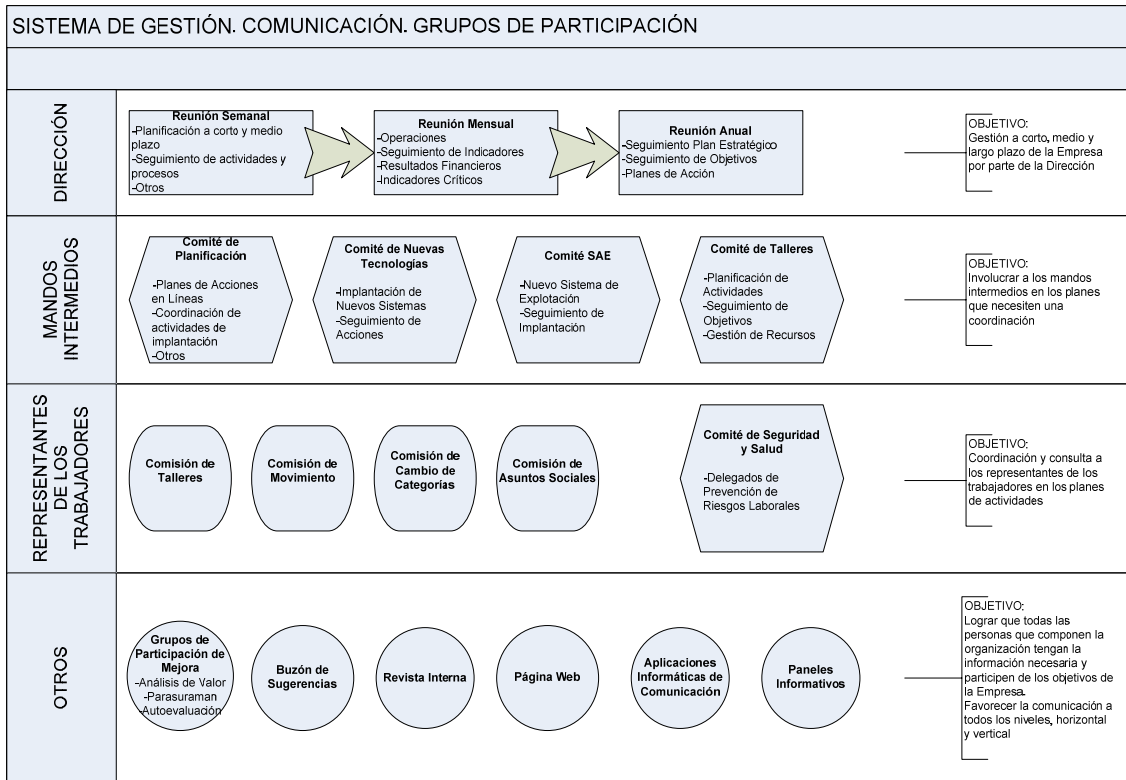 SISTEMA DE GESTIÓN. COMUNICACIÓN. GRUPOS DE PARTICIPACIÓN
DIRECCIÓN
Reunión Semanal
-Planificación a corto y medio
plazo
-Seguimiento de actividades y
procesos
-Otros
Reunión Mensual
-Operaciones
-Seguimiento de Indicadores
-Resultados Financieros
-Indicadores Críticos
Reunión Anual
-Seguimiento Plan Estratégico
-Seguimiento de Objetivos
-Planes de Acción
OBJETIVO:
Gestión a corto, medio y
largo plazo de la Empresa
por parte de la Dirección
MANDOS
INTERMEDIOS
Comité de
Planificación
-Planes de Acciones
en Líneas
-Coordinación de
actividades de
implantación
-Otros
Comité de Nuevas
Tecnologías
-Implantación de
Nuevos Sistemas
-Seguimiento de
Acciones
Comité SAE
-Nuevo Sistema de
Explotación
-Seguimiento de
Implantación
Comité de Talleres
-Planificación de
Actividades
-Seguimiento de
Objetivos
-Gestión de Recursos
OBJETIVO:
Involucrar a los mandos
intermedios en los planes
que necesiten una
coordinación
REPRESENTANTES
DE LOS
TRABAJADORES
Comisión de
Talleres
Comisión de
Movimiento
Comisión de
Cambio de
Categorías
Comisión de
Asuntos Sociales
Comité de Seguridad
y Salud
-Delegados de
Prevención de
Riesgos Laborales
OBJETIVO:
Coordinación y consulta a
los representantes de los
trabajadores en los planes
de actividades
OTROS
Grupos de
Participación de
Mejora
-Análisis de Valor
-Parasuraman
-Autoevaluación
Buzón de
Sugerencias
Revista Interna
Página Web
Aplicaciones
Informáticas de
Comunicación
Paneles
Informativos
OBJETIVO:
Lograr que todas las
personas que componen la
organización tengan la
información necesaria y
participen de los objetivos de
la Empresa.
Favorecer la comunicación a
todos los niveles, horizontal
y vertical